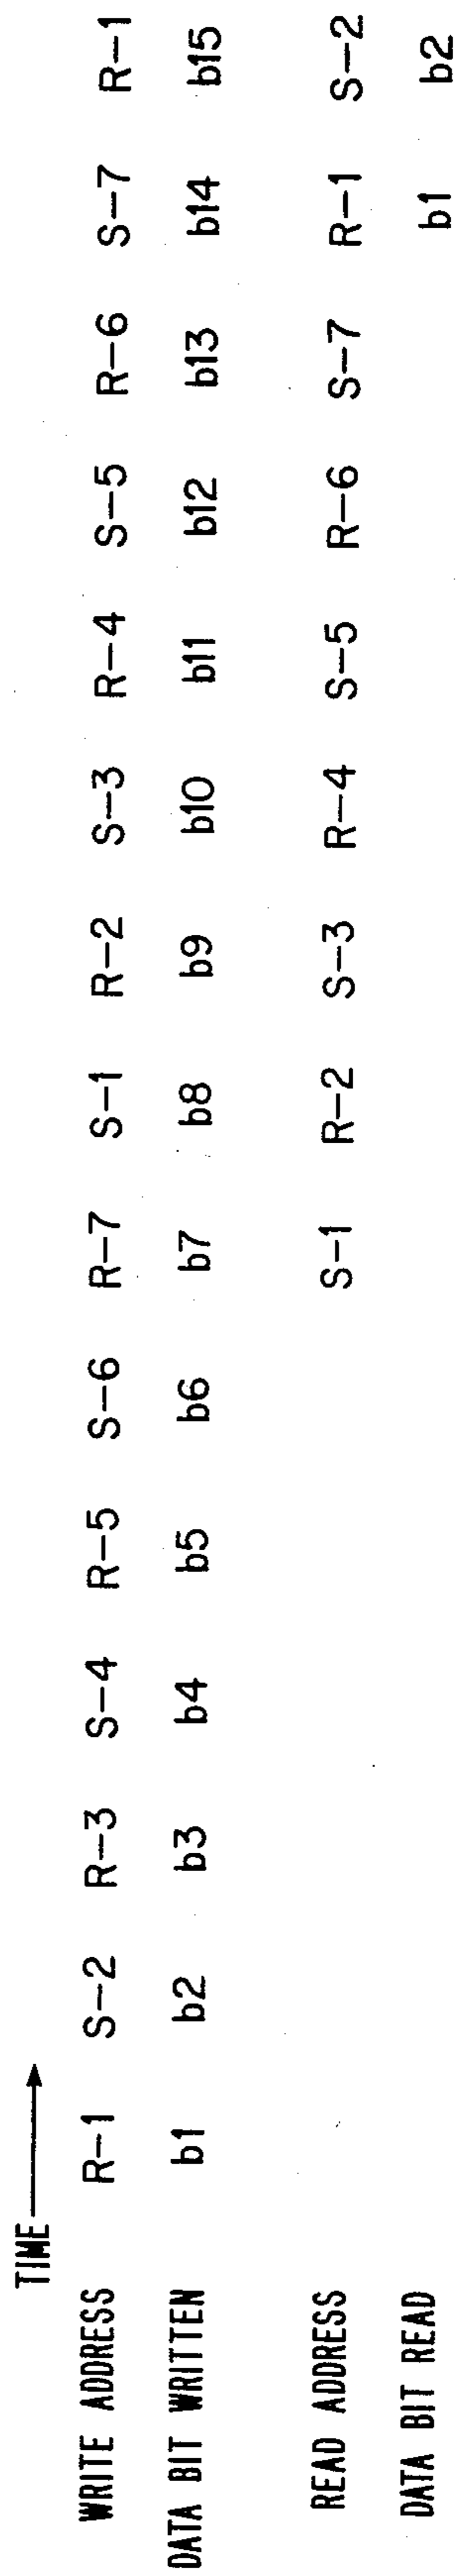 TIME
WRITE ADDRESS R-1 S-2 R-3 S-4 R-5 S-6 R-7 S-1 R-2 S-3 R-4 S-5 R-6 S-7 R-1
DATA BIT WRITTEN b1 b2 b3 b4 b5 b6 b7 b8 b9 b10 b11 b12 b13 b14 b15
READ ADDRESS S-1 R-2 S-3 R-4 S-5 R-6 S-7 R-1 S-2
DATA BIT READ b1 b2